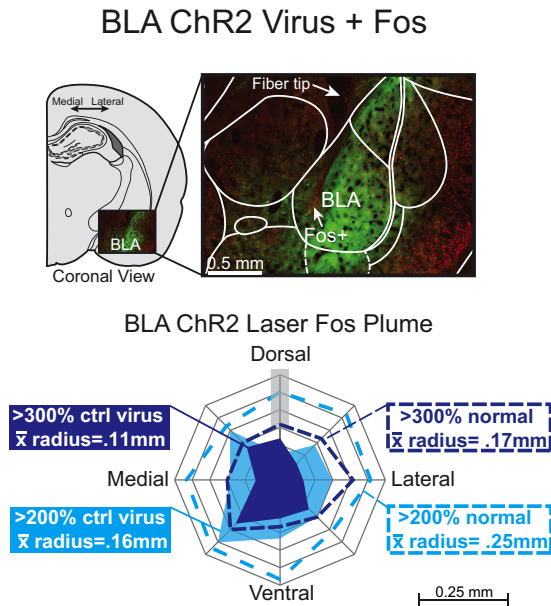 BLA ChR2 Virus + Fos
Medial Lateral
BLA
Coronal View
Fiber tip
BLA
Fos+
0.5 mm
BLA ChR2 Laser Fos Plume
Dorsal
>300% ctrl virus
x̅ radius=.11mm
>300% normal
x̅ radius= .17mm
Medial
Lateral
>200% ctrl virus
x̅ radius=.16mm
>200% normal
x̅ radius= .25mm
Ventral
0.25 mm